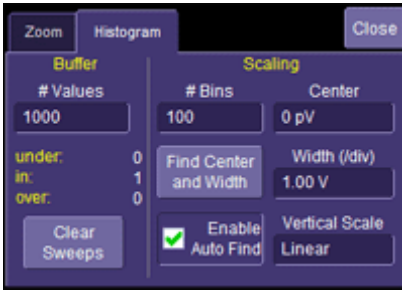 Zoom
Histogram
Close
Buffer
# Values
1000
under: 0
in: 1
over: 0
Clear
Sweeps
Scaling
# Bins
100
Center
0 pV
Find Center
and Width
Width (/div)
1.00 V
Enable
Auto Find
Vertical Scale
Linear